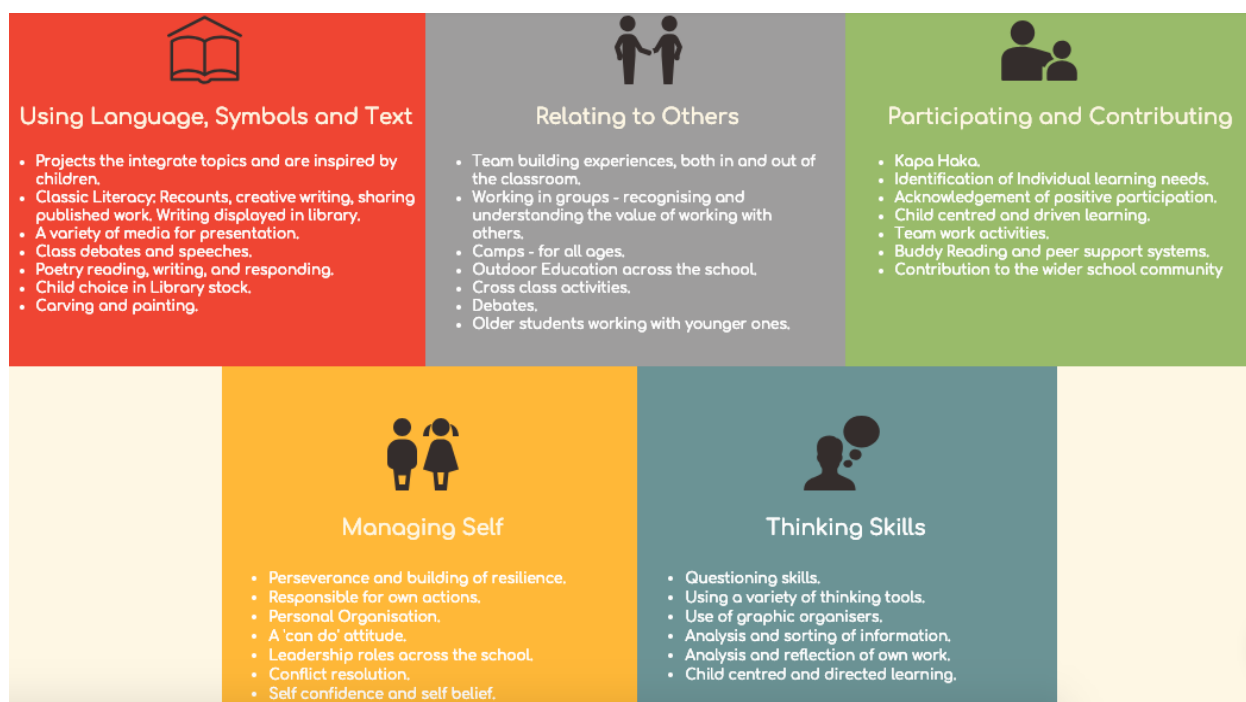 Using Language, Symbols and Text
• Projects the integrate topics and are inspired by
children.
• Classic Literacy: Recounts, creative writing, sharing
published work. Writing displayed in library.
• A variety of media for presentation.
• Class debates and speeches.
• Poetry reading, writing, and responding.
• Child choice in Library stock.
• Carving and painting.
Relating to Others
• Team building experiences, both in and out of
the classroom.
• Working in groups - recognising and
understanding the value of working with
others.
• Camps - for all ages.
• Outdoor Education across the school.
• Cross class activities.
• Debates.
• Older students working with younger ones.
Participating and Contributing
• Kapa Haka.
• Identification of Individual learning needs.
• Acknowledgement of positive participation.
• Child centred and driven learning.
• Team work activities.
• Buddy Reading and peer support systems.
• Contribution to the wider school community
Managing Self
• Perseverance and building of resilience.
• Responsible for own actions.
• Personal Organisation.
• A 'can do' attitude.
• Leadership roles across the school.
• Conflict resolution.
• Self confidence and self belief.
Thinking Skills
• Questioning skills.
• Using a variety of thinking tools.
• Use of graphic organisers.
• Analysis and sorting of information.
• Analysis and reflection of own work.
• Child centred and directed learning.